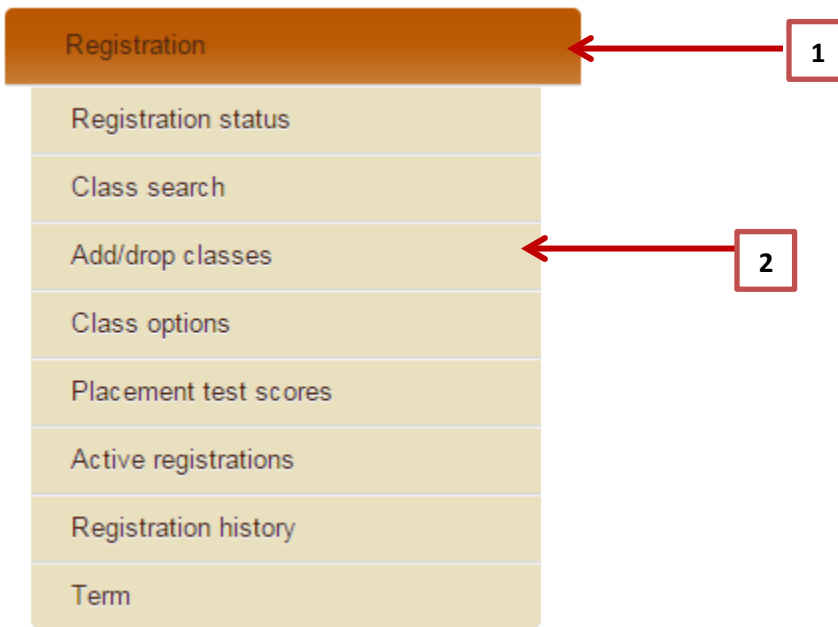 Registration
1
Registration status
Class search
Add/drop classes
2
Class options
Placement test scores
Active registrations
Registration history
Term